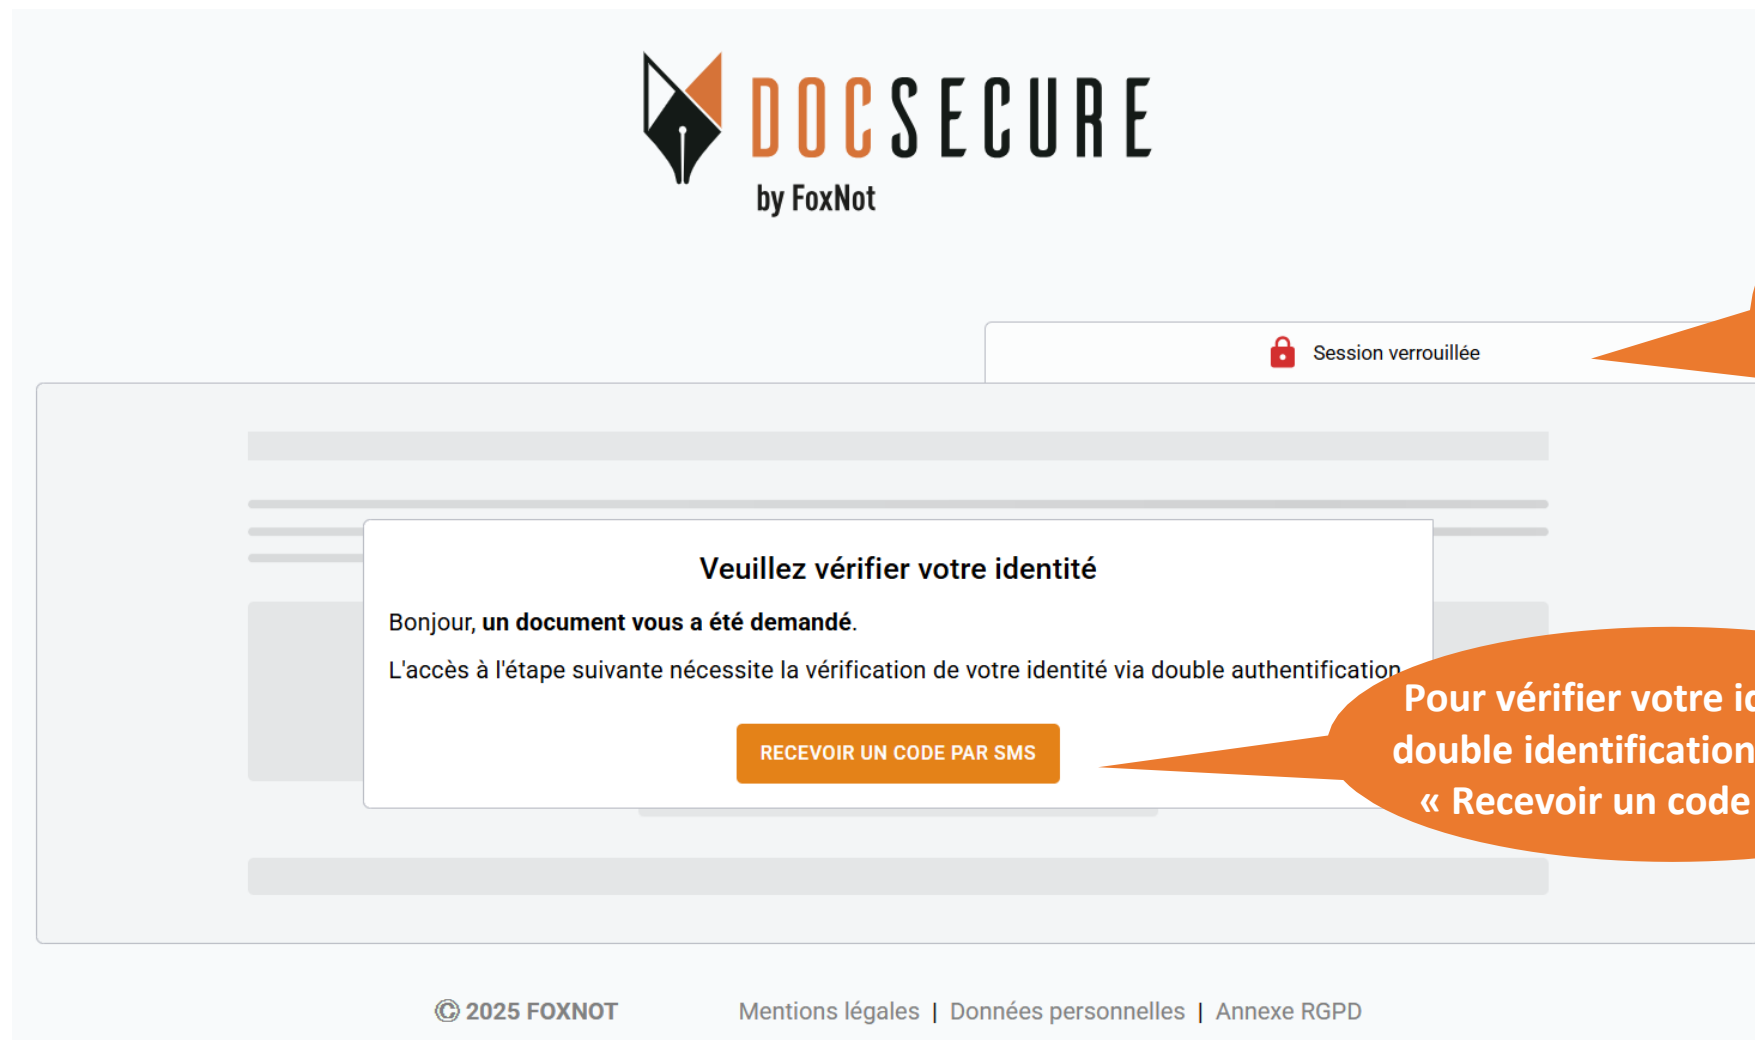 DOCSECURE
by FoxNot
Session verrouillée
Veuillez vérifier votre identité
Bonjour, un document vous a été demandé.
L'accès à l'étape suivante nécessite la vérification de votre identité via double authentification
RECEVOIR UN CODE PAR SMS
Pour vérifier votre
double identification
« Recevoir un code
© 2025 FOXNOT
Mentions légales | Données personnelles | Annexe RGPD